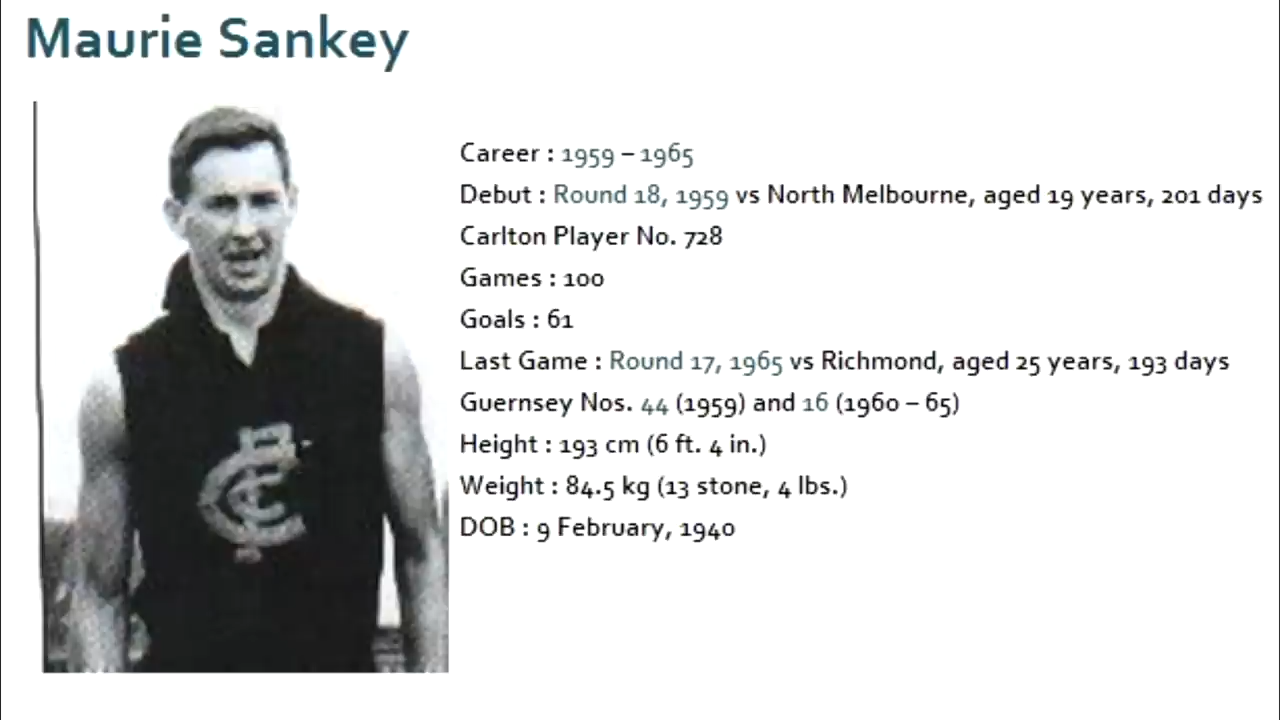 Maurie Sankey
Career : 1959 – 1965
Debut : Round 18, 1959 vs North Melbourne, aged 19 years, 201 days
Carlton Player No. 728
Games : 100
Goals : 61
Last Game : Round 17, 1965 vs Richmond, aged 25 years, 193 days
Guernsey Nos. 44 (1959) and 16 (1960 – 65)
Height : 193 cm (6 ft. 4 in.)
Weight : 84.5 kg (13 stone, 4 lbs.)
DOB : 9 February, 1940
CFC